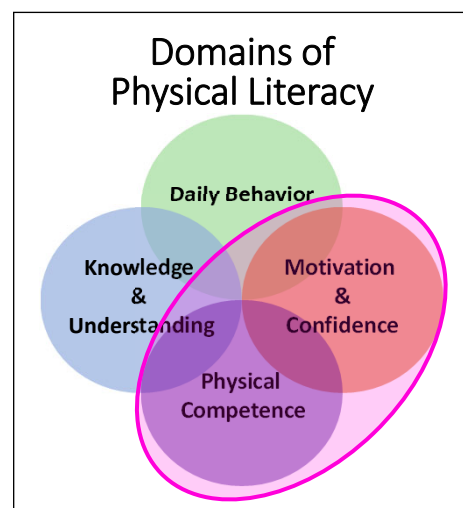 Domains of
Physical Literacy
Daily Behavior
Knowledge
&
Understanding
Motivation
&
Confidence
Physical
Competence